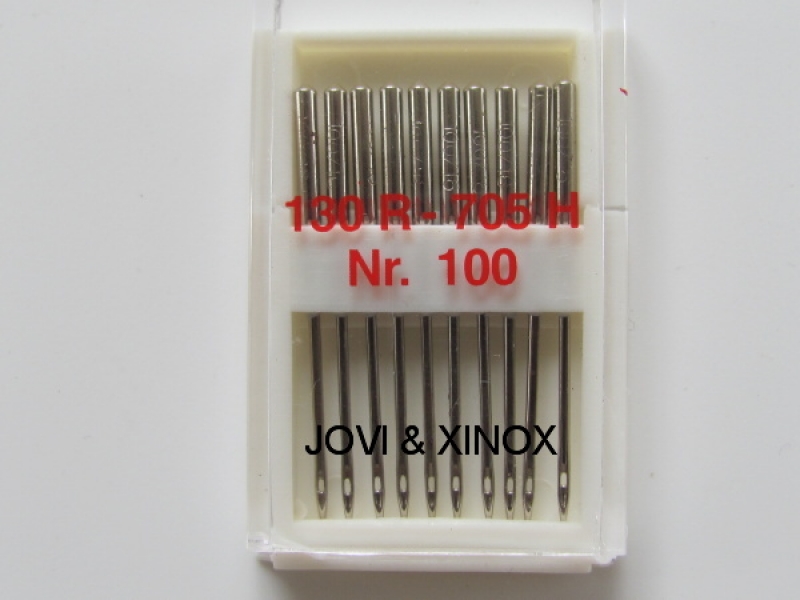 130 R - 705 H
Nr. 100
JOVI & XINOX